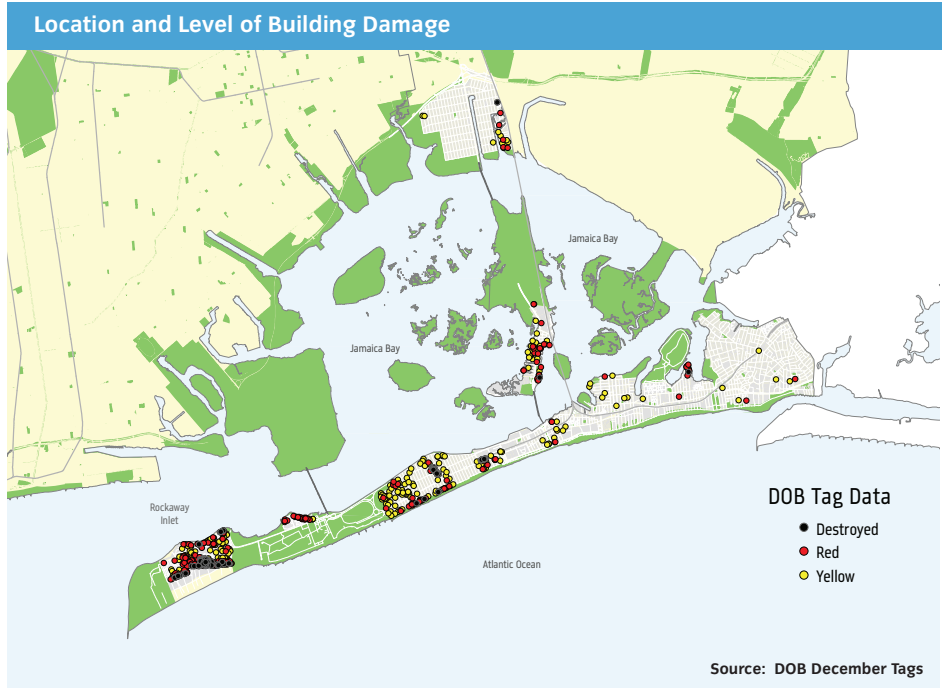 Location and Level of Building Damage
Jamaica Bay
Jamaica Bay
Rockaway
Inlet
Atlantic Ocean
DOB Tag Data
Destroyed
Red
Yellow
Source: DOB December Tags